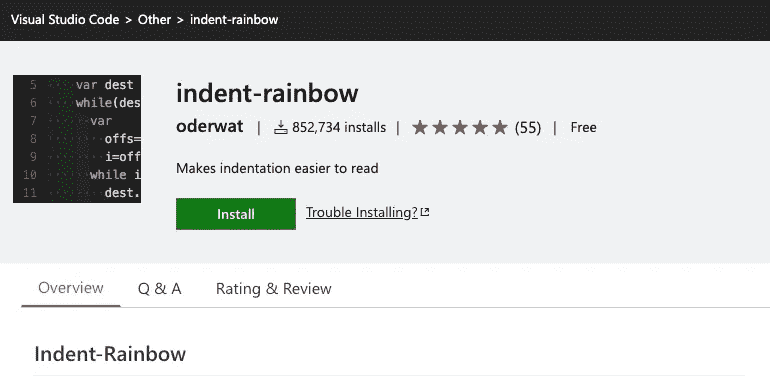 Visual Studio Code > Other > indent-rainbow
indent-rainbow
oderwat | 852,734 installs | (55) | Free
Makes indentation easier to read
Install Trouble Installing?
5 var dest
6 while(des
7 var
8 offs=
9 i=off
10 while i
11 dest.
Overview Q & A Rating & Review
Indent-Rainbow